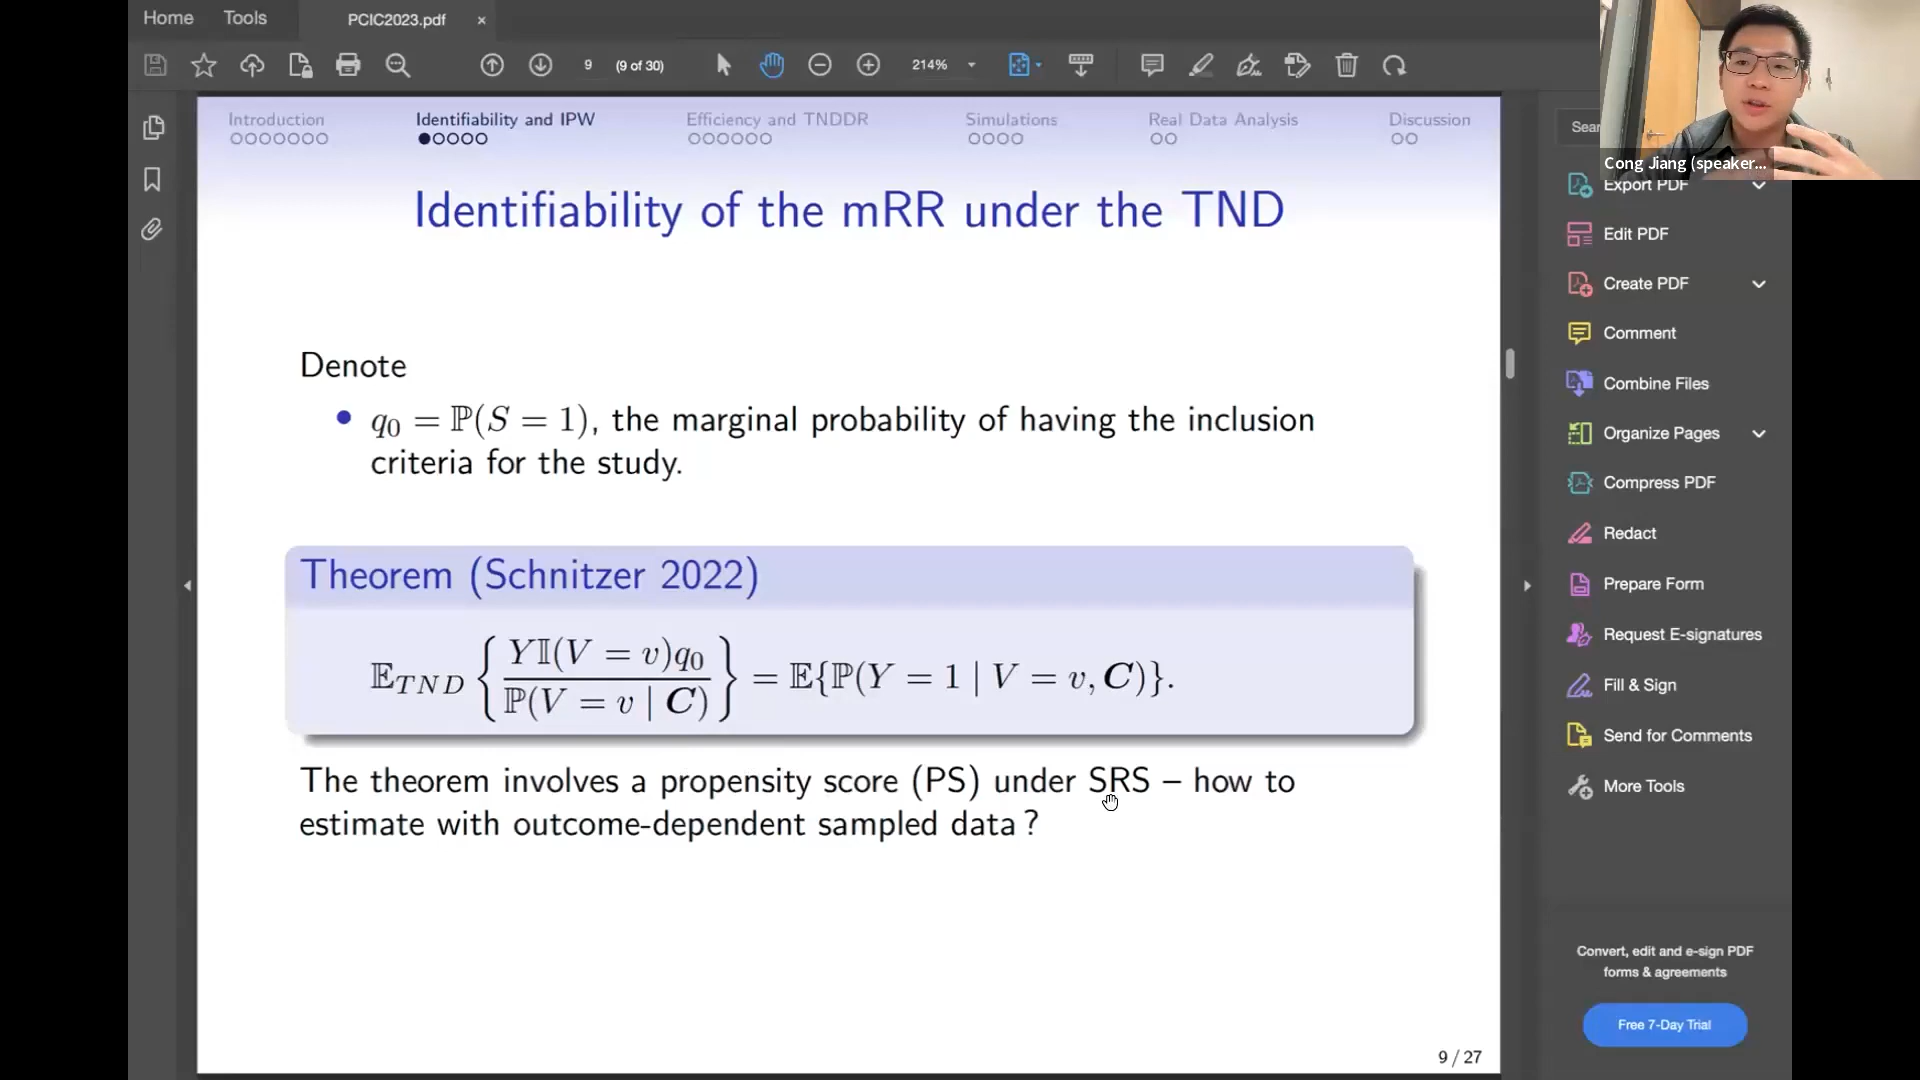 Home Tools PCIC2023.pdf ×
9 (9 of 30) 214%
Introduction Identifiability and IPW Efficiency and TNDDR Simulations Real Data Analysis Discussion
Identifiability of the mRR under the TND
Denote
• q₀ = ℙ(S = 1), the marginal probability of having the inclusion
criteria for the study.
Theorem (Schnitzer 2022)
𝔼_{TND} { Y𝕀(V = v)q₀ / ℙ(V = v | C) } = 𝔼{ℙ(Y = 1 | V = v, C)}.
The theorem involves a propensity score (PS) under SRS – how to
estimate with outcome-dependent sampled data ?
9 / 27
Cong Jiang (speaker...
Export PDF
Edit PDF
Create PDF
Comment
Combine Files
Organize Pages
Compress PDF
Redact
Prepare Form
Request E-signatures
Fill & Sign
Send for Comments
More Tools
Convert, edit and e-sign PDF
forms & agreements
Free 7-Day Trial